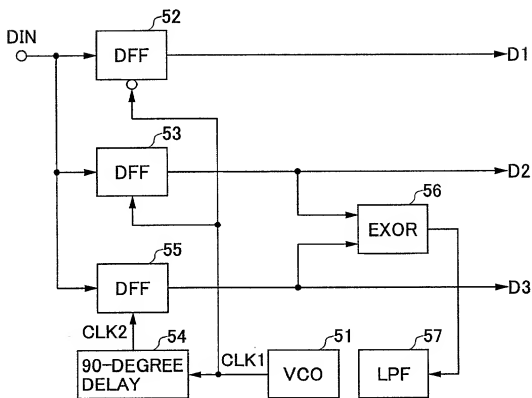 52
DIN
DFF
D1
53
DFF
D2
56
EXOR
55
DFF
D3
CLK2
54
90-DEGREE
DELAY
CLK1
51
VCO
57
LPF